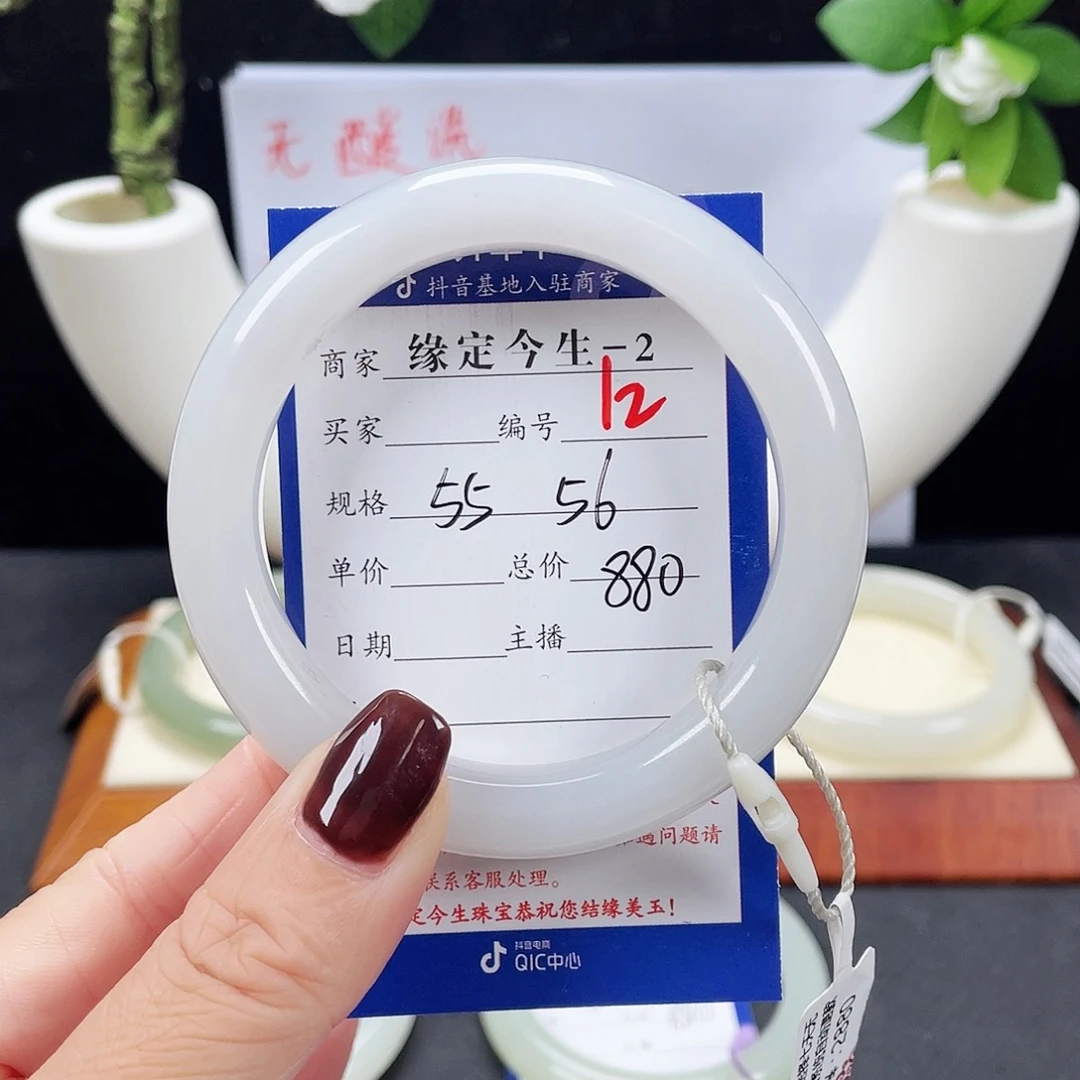 无酸洗
抖音基地入驻商家
商家 缘定今生-2
买家 编号 12
规格 55 56
单价 总价 880
日期 主播
遇问题请
联系客服处理。
定今生珠宝恭祝您结缘美玉!
抖音电商
QIC中心